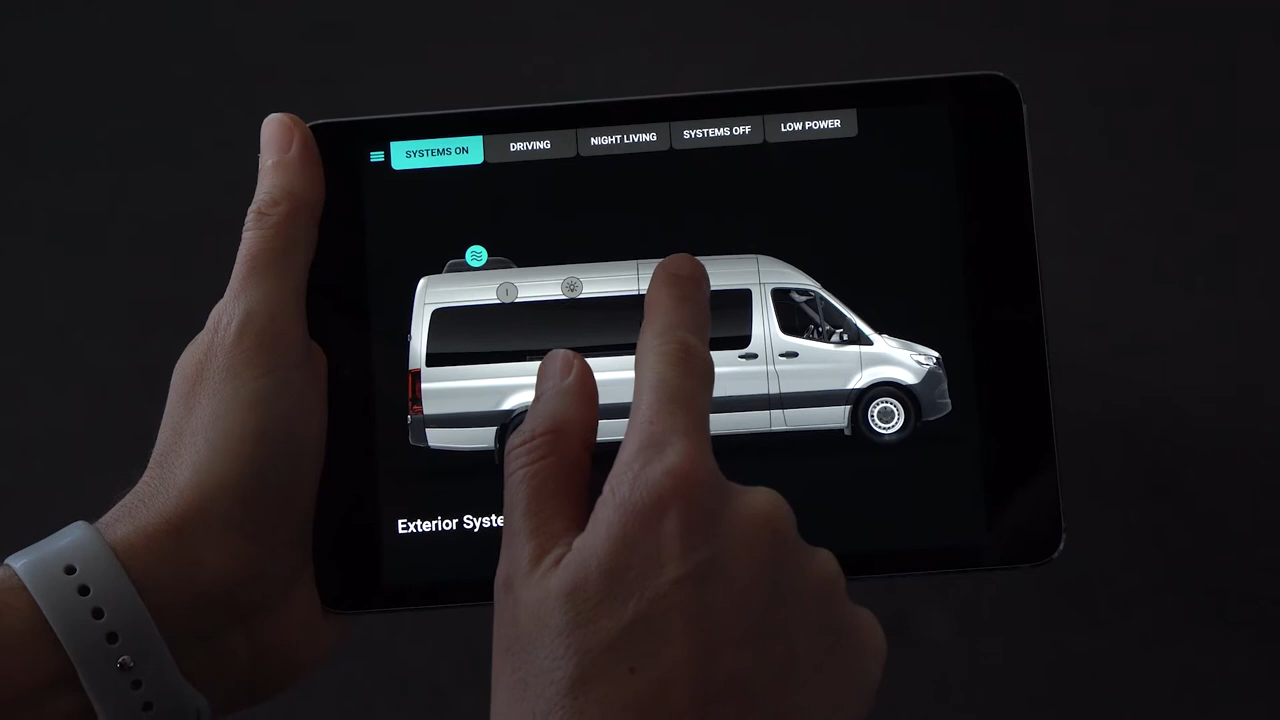 SYSTEMS ON
DRIVING
NIGHT LIVING
SYSTEMS OFF
LOW POWER
Exterior Syste